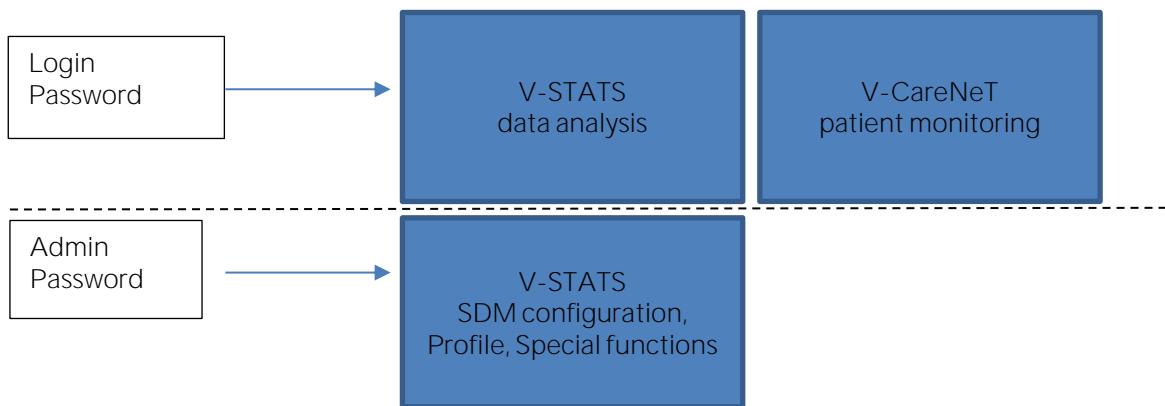 Login
Password
V-STATS
data analysis
V-CareNeT
patient monitoring
Admin
Password
V-STATS
SDM configuration,
Profile, Special functions